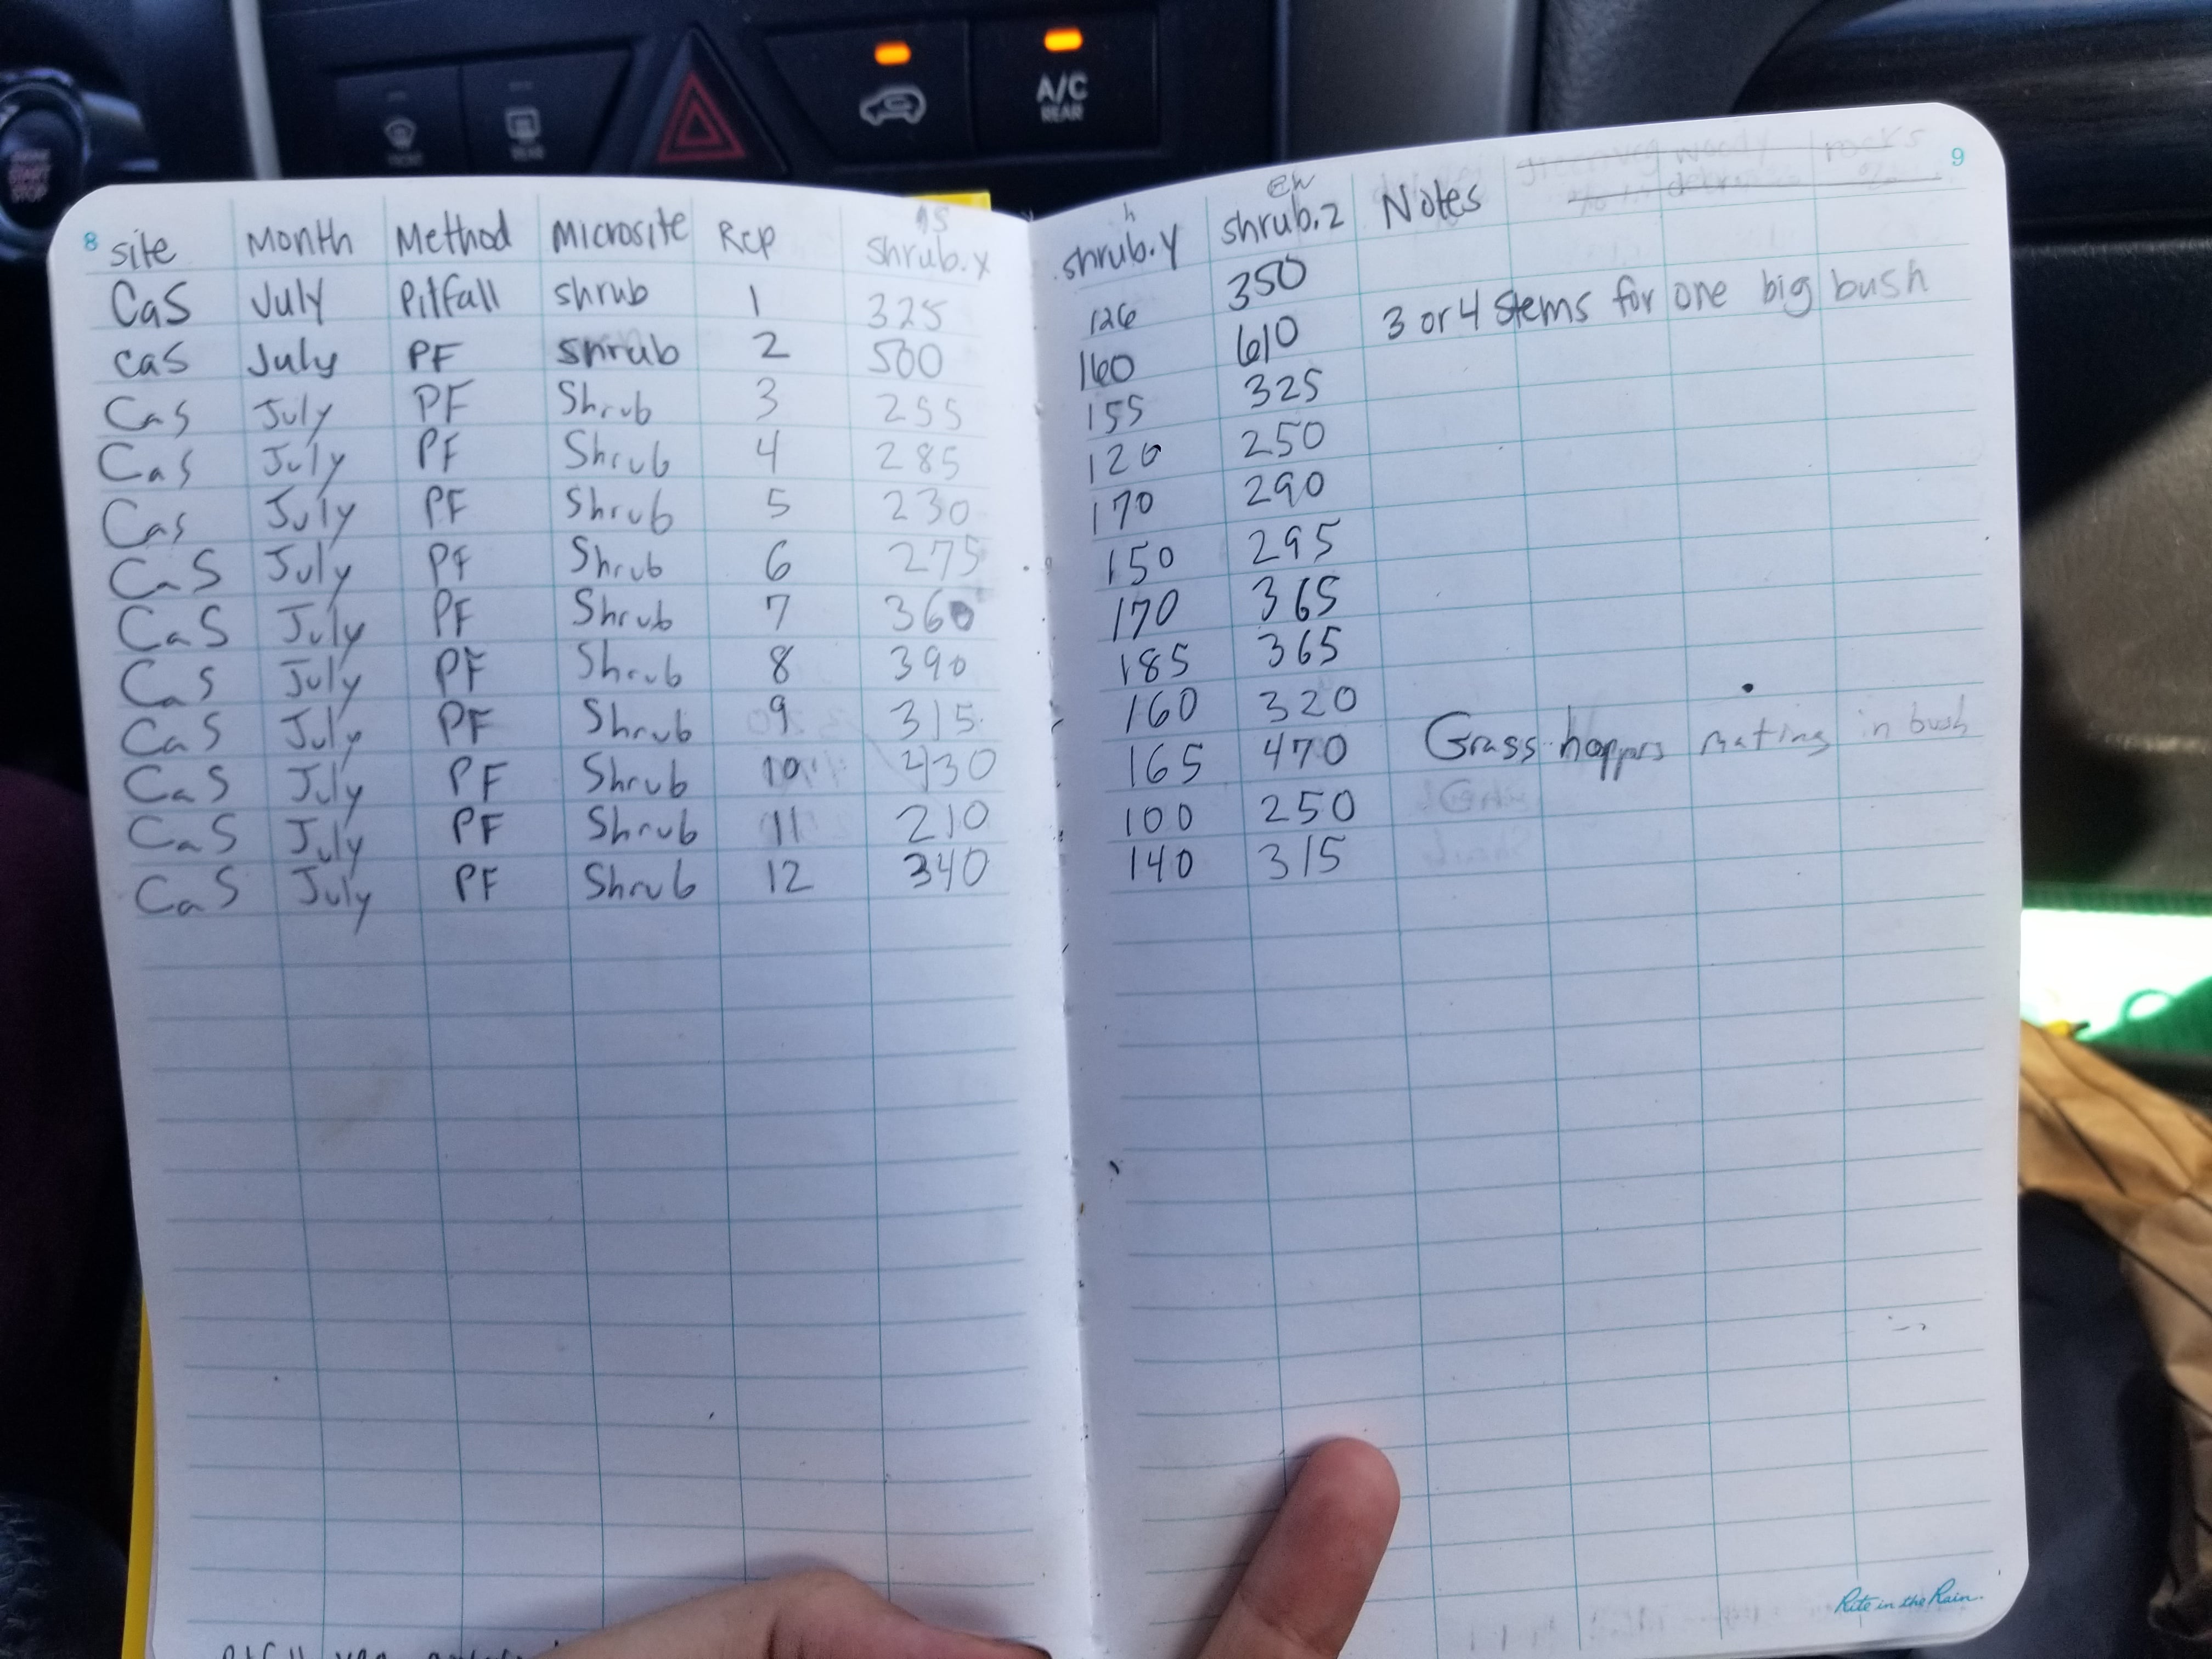 A/C
REAR
START
STOP
8
9
NS
h
EW
site Month Method Microsite Rep shrub.x shrub.y shrub.z Notes
CaS July Pitfall shrub 1 325 126 350
CaS July PF shrub 2 500 160 610 3 or 4 stems for one big bush
CaS July PF Shrub 3 255 155 325
CaS July PF Shrub 4 285 120 250
Cas July PF Shrub 5 230 170 290
CaS July PF Shrub 6 275 150 295
CaS July PF Shrub 7 360 170 365
CaS July PF Shrub 8 390 185 365
CaS July PF Shrub 9 315 160 320
CaS July PF Shrub 10 430 165 470 Grass hoppers mating in bush
CaS July PF Shrub 11 210 100 250
CaS July PF Shrub 12 340 140 315
Rite in the Rain